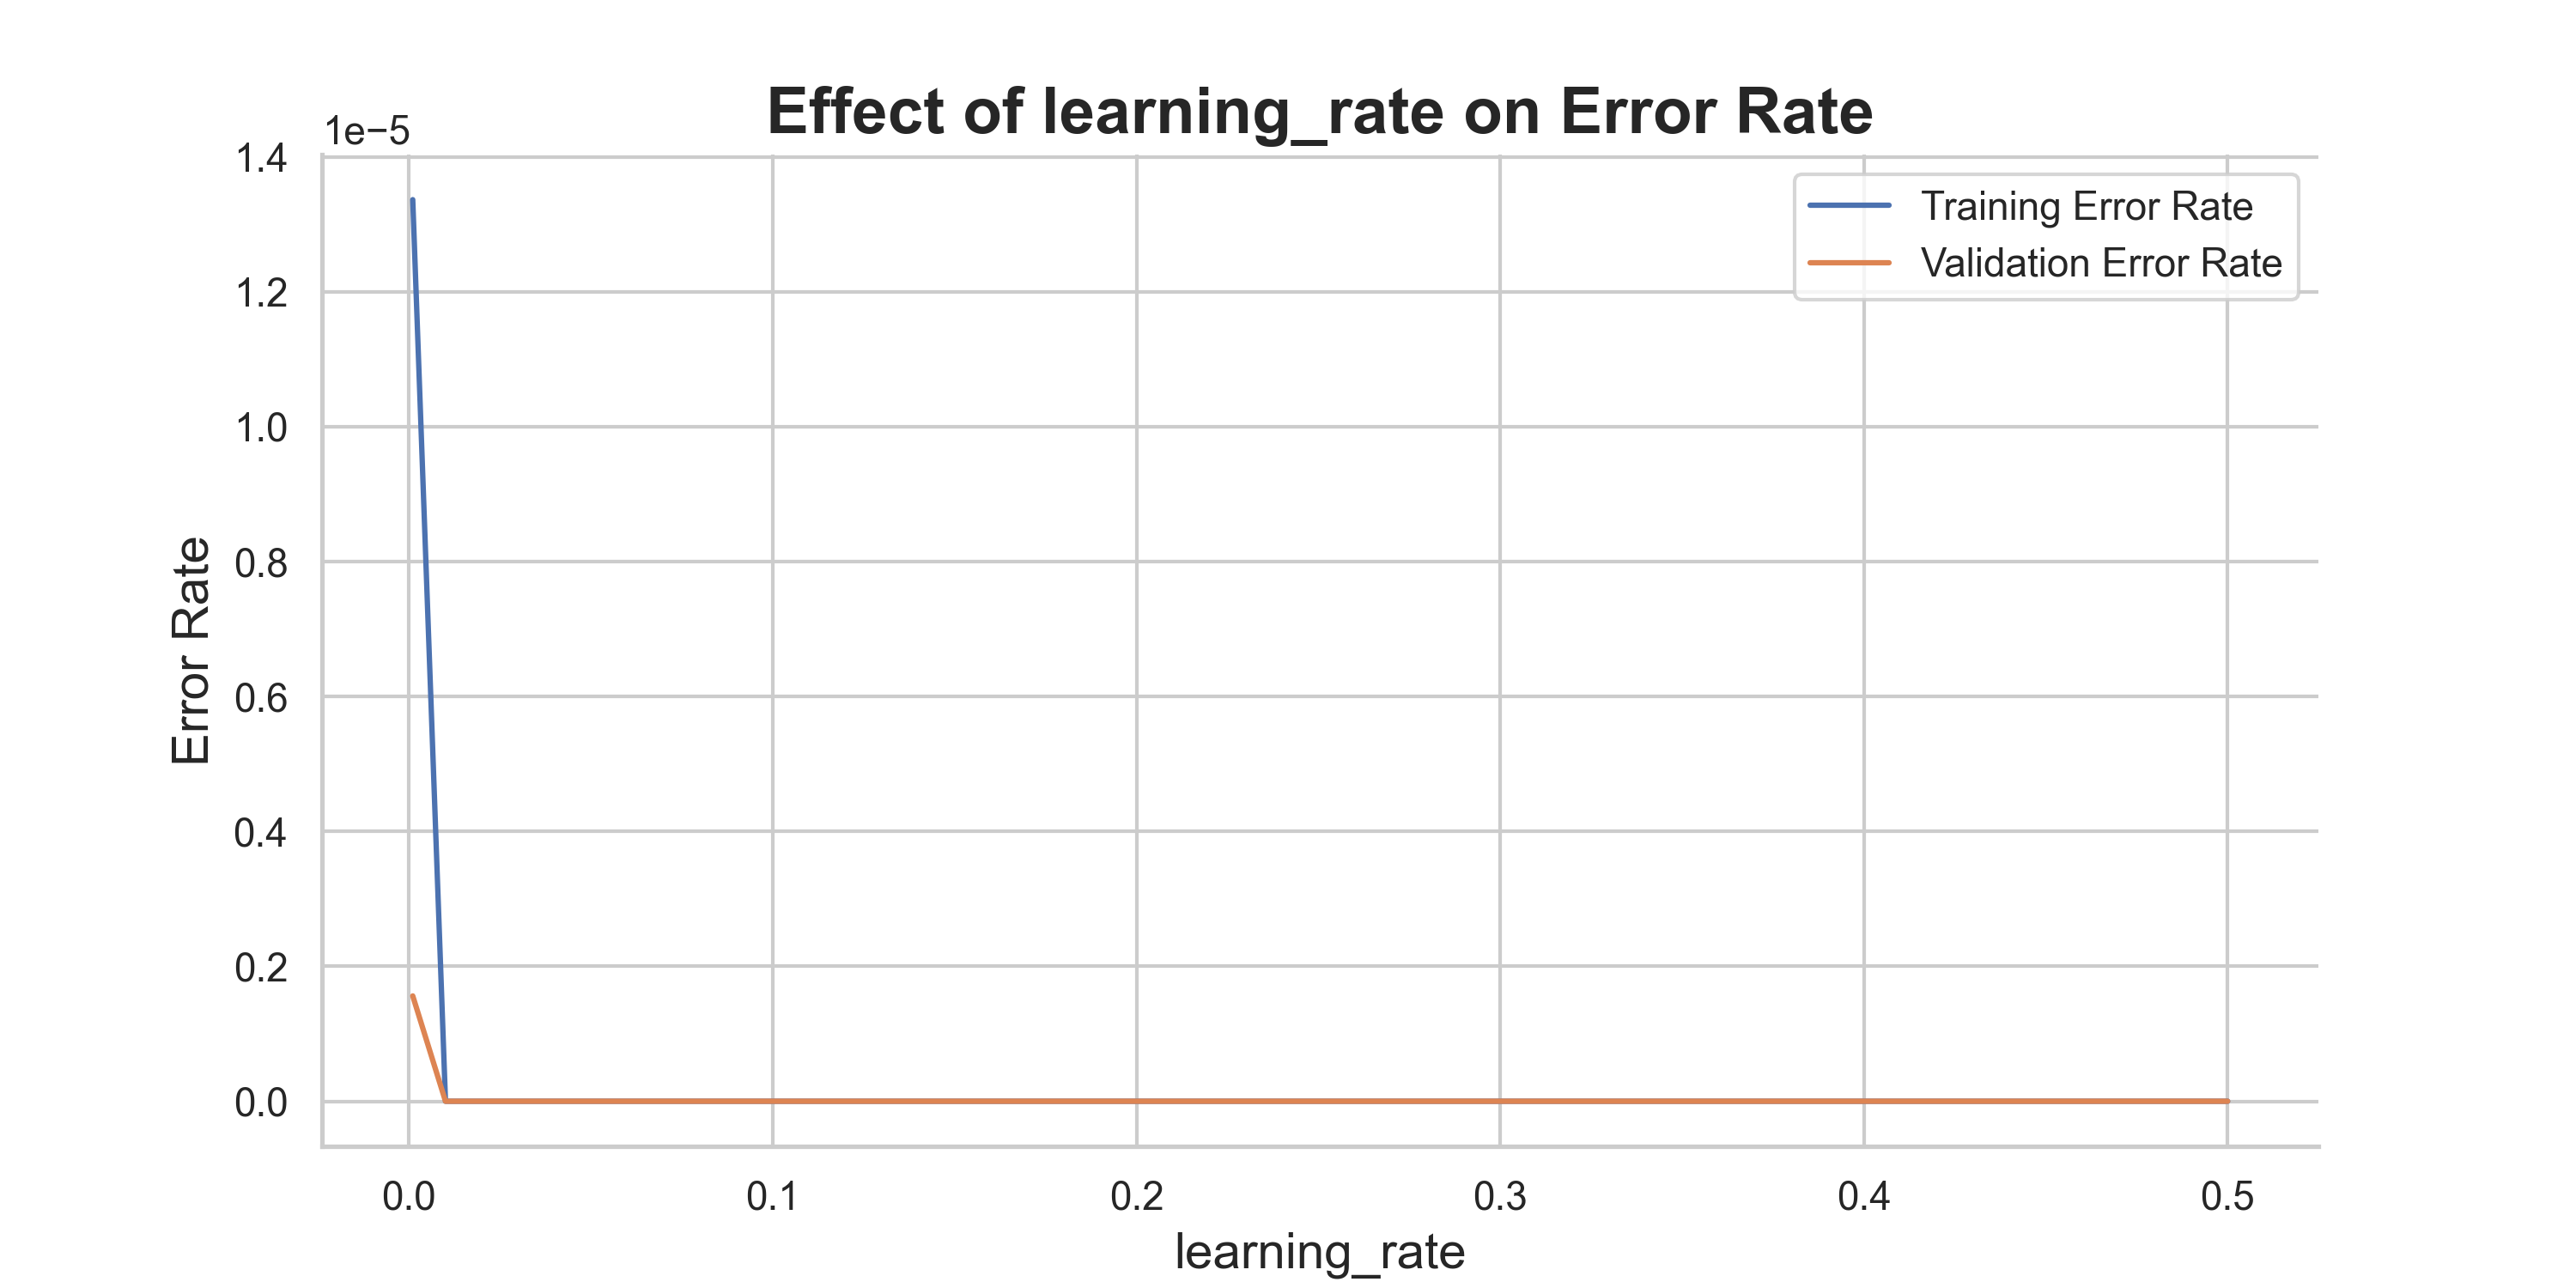 Effect of learning_rate on Error Rate
1e−5
1.4
1.2
1.0
0.8
0.6
0.4
0.2
0.0
Error Rate
Training Error Rate
Validation Error Rate
0.0 0.1 0.2 0.3 0.4 0.5
learning_rate